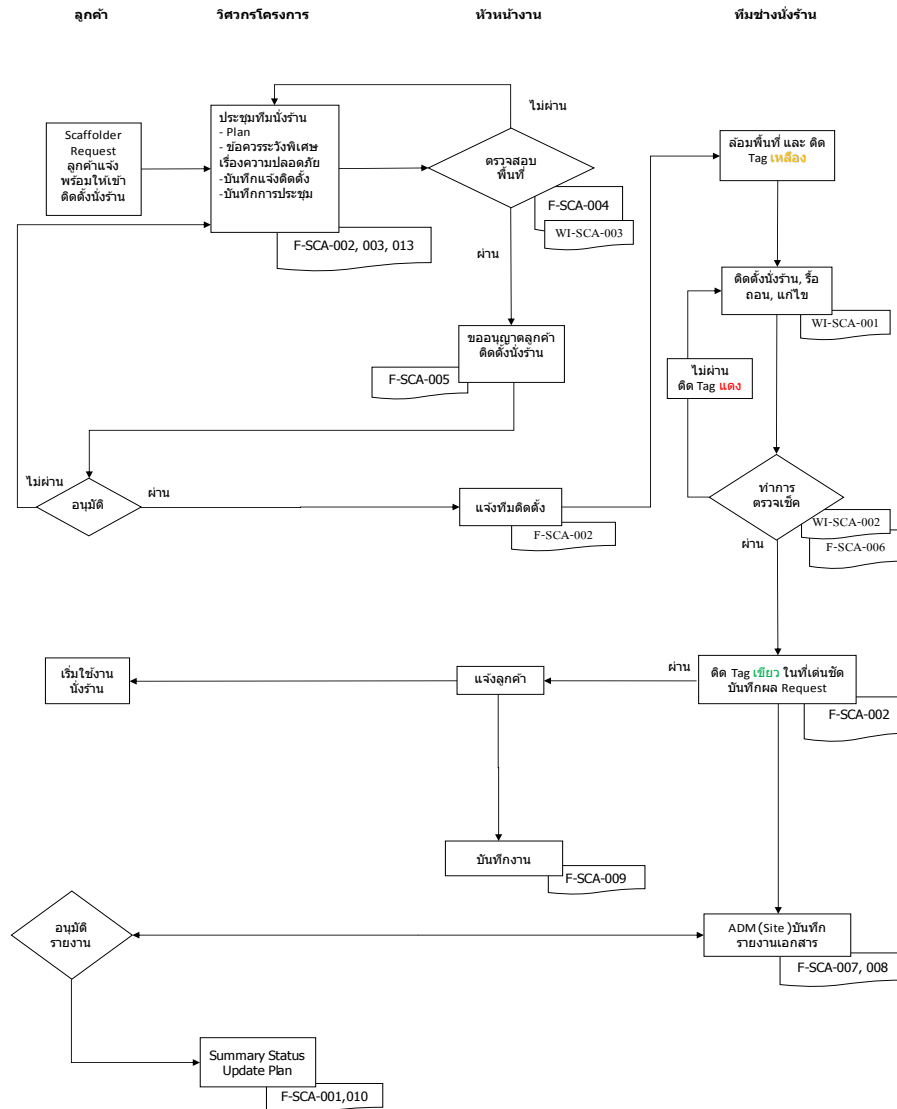 ลูกค้า
วิศวกรโครงการ
หัวหน้างาน
ทีมช่างนั่งร้าน
Scaffolder
Request
ลูกค้าแจ้ง
พร้อมให้เข้า
ติดตั้งนั่งร้าน
ประชุมทีมนั่งร้าน
- Plan
- ข้อควรระวังพิเศษ
เรื่องความปลอดภัย
-บันทึกแจ้งติดตั้ง
-บันทึกการประชุม
F-SCA-002, 003, 013
ไม่ผ่าน
ตรวจสอบ
พื้นที่
F-SCA-004
WI-SCA-003
ผ่าน
ล้อมพื้นที่ และ ติด
Tag เหลือง
ติดตั้งนั่งร้าน, รื้อ
ถอน, แก้ไข
WI-SCA-001
ขออนุญาตลูกค้า
ติดตั้งนั่งร้าน
F-SCA-005
ไม่ผ่าน
ติด Tag แดง
ไม่ผ่าน
อนุมัติ
ผ่าน
แจ้งทีมติดตั้ง
F-SCA-002
ทำการ
ตรวจเช็ค
WI-SCA-002
F-SCA-006
ผ่าน
เริ่มใช้งาน
นั่งร้าน
แจ้งลูกค้า
ผ่าน
ติด Tag เขียว ในที่เด่นชัด
บันทึกผล Request
F-SCA-002
บันทึกงาน
F-SCA-009
อนุมัติ
รายงาน
ADM (Site )บันทึก
รายงานเอกสาร
F-SCA-007, 008
Summary Status
Update Plan
F-SCA-001,010